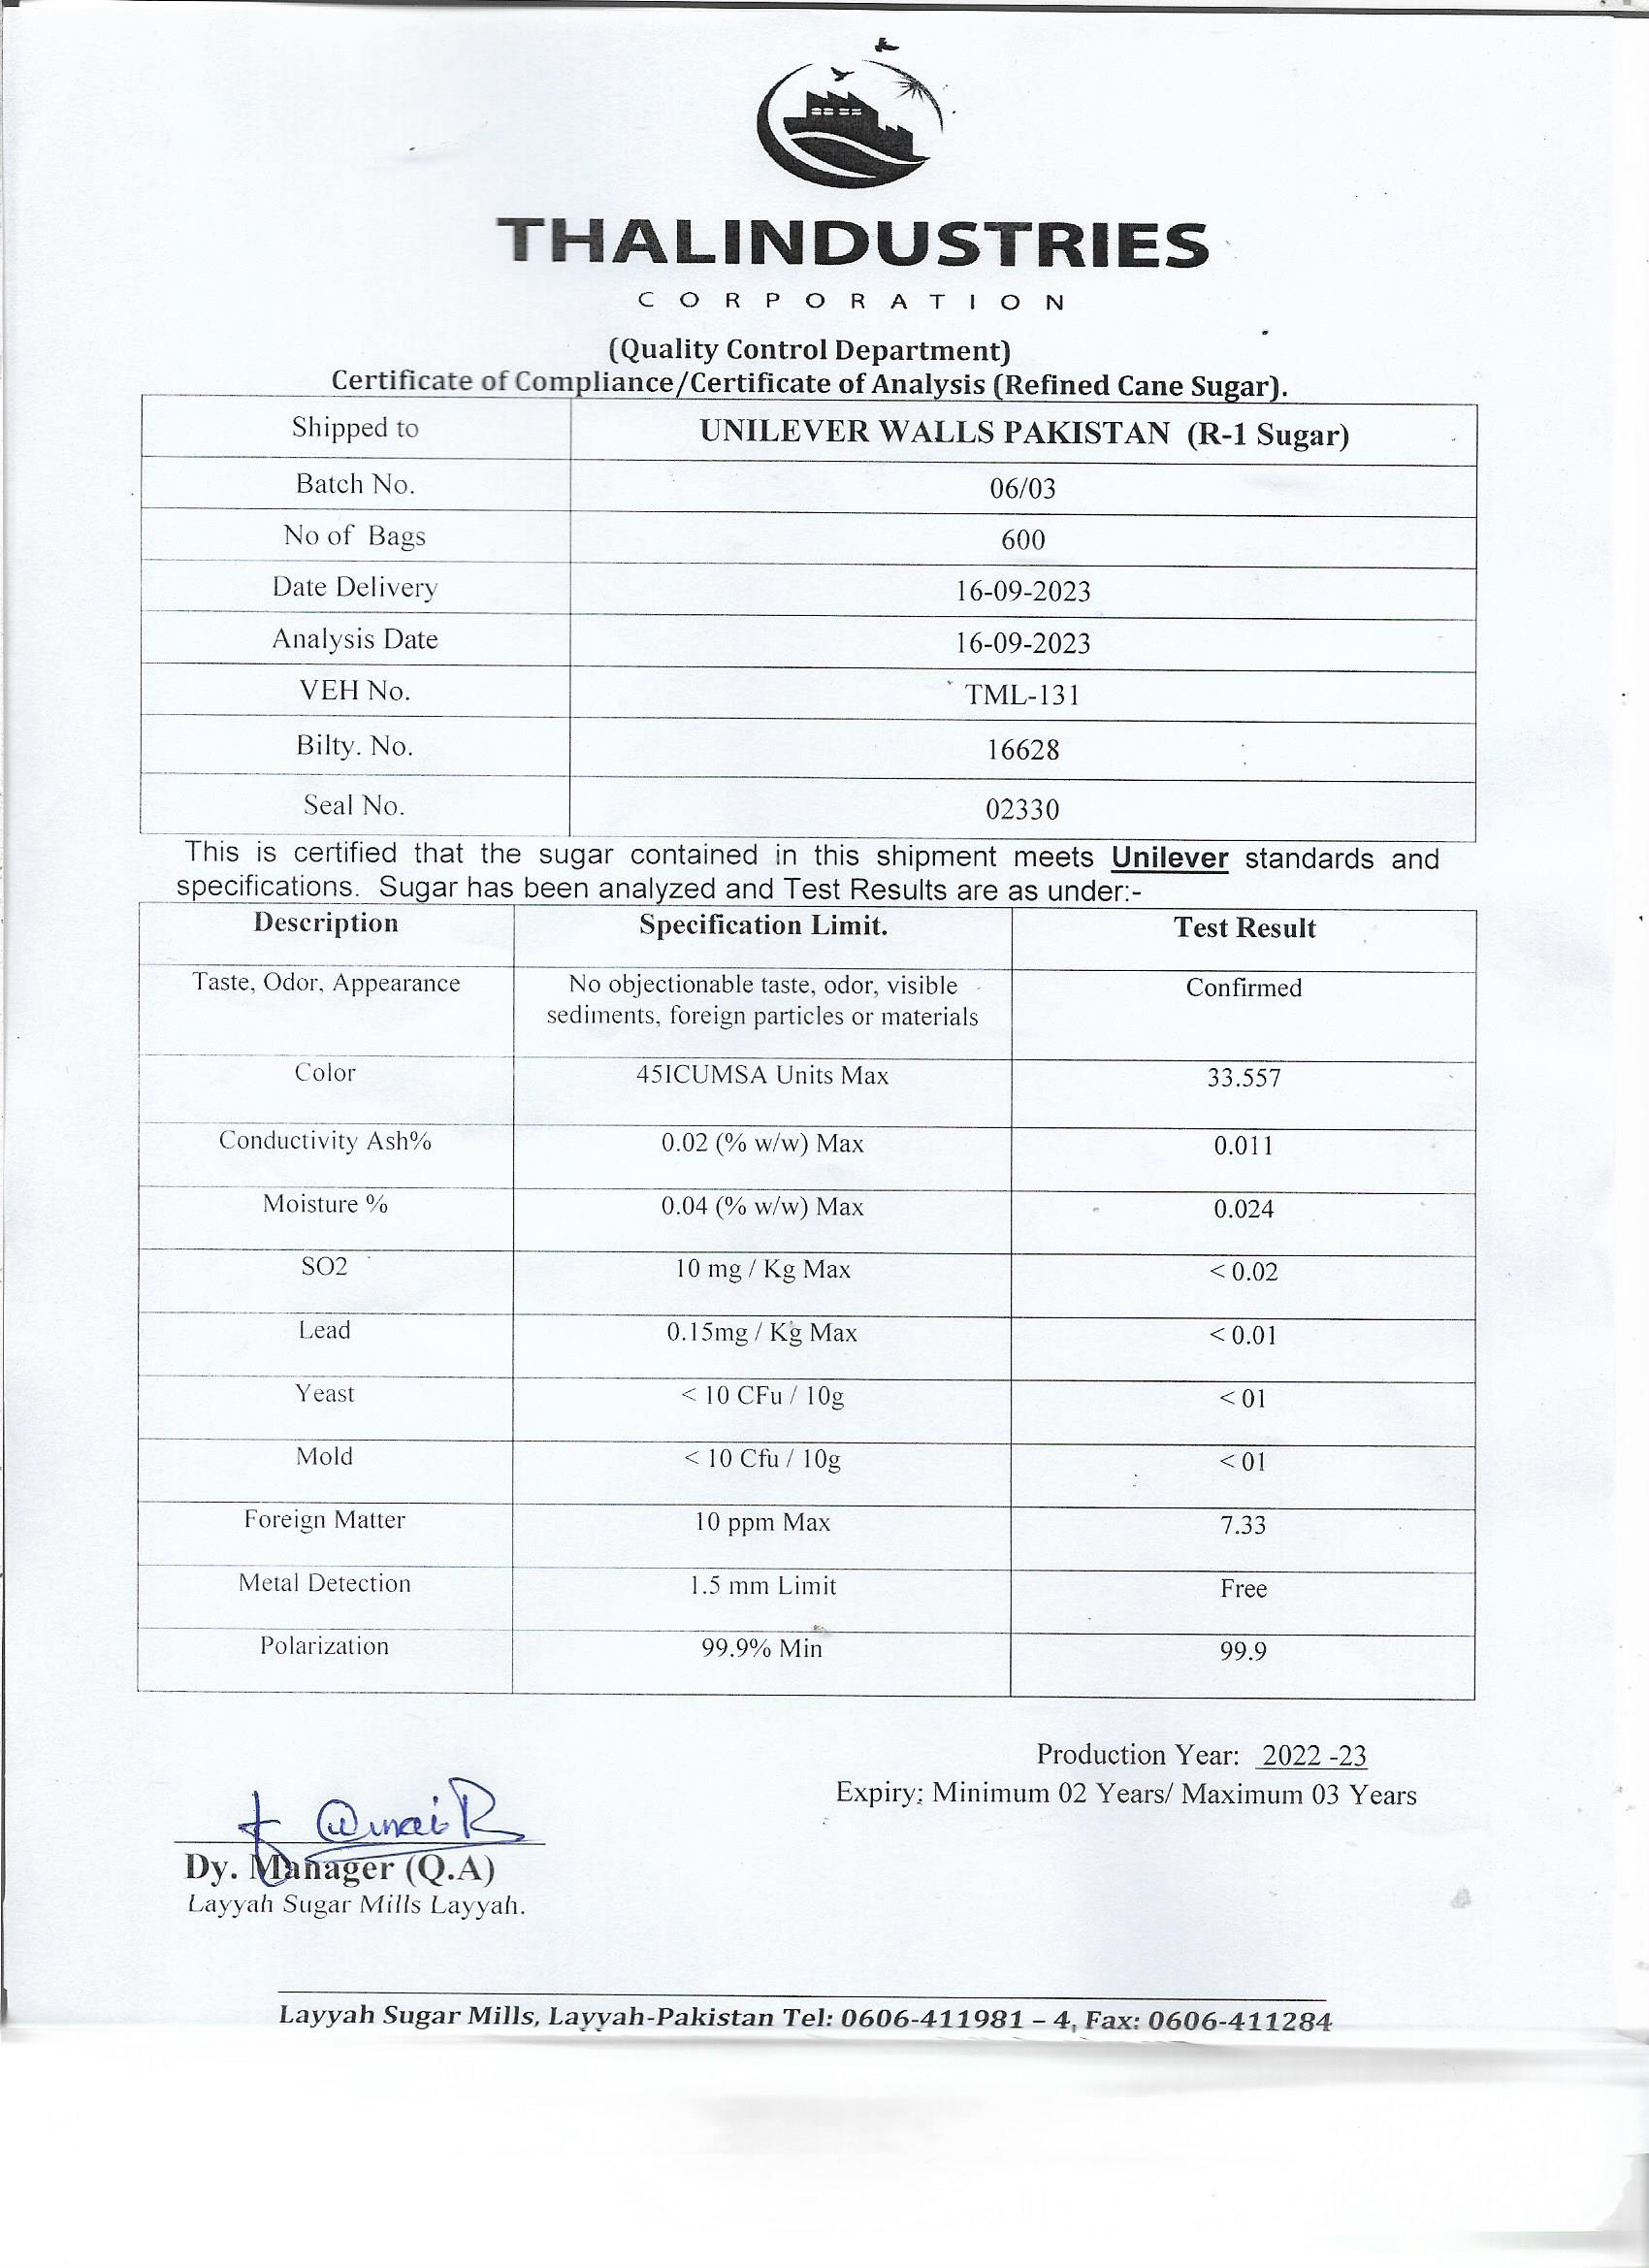 THALINDUSTRIES
CORPORATION
(Quality Control Department)
Certificate of Compliance/Certificate of Analysis (Refined Cane Sugar).
Shipped to UNILEVER WALLS PAKISTAN (R-1 Sugar)
Batch No. 06/03
No of Bags 600
Date Delivery 16-09-2023
Analysis Date 16-09-2023
VEH No. TML-131
Bilty. No. 16628
Seal No. 02330
This is certified that the sugar contained in this shipment meets Unilever standards and
specifications. Sugar has been analyzed and Test Results are as under:-
Description Specification Limit. Test Result
Taste, Odor, Appearance No objectionable taste, odor, visible Confirmed
sediments, foreign particles or materials
Color 45ICUMSA Units Max 33.557
Conductivity Ash% 0.02 (% w/w) Max 0.011
Moisture % 0.04 (% w/w) Max 0.024
SO2 10 mg / Kg Max < 0.02
Lead 0.15mg / Kg Max < 0.01
Yeast < 10 CFu / 10g < 01
Mold < 10 Cfu / 10g < 01
Foreign Matter 10 ppm Max 7.33
Metal Detection 1.5 mm Limit Free
Polarization 99.9% Min 99.9
Production Year: 2022 -23
Expiry: Minimum 02 Years/ Maximum 03 Years
Dy. Manager (Q.A)
Layyah Sugar Mills Layyah.
Layyah Sugar Mills, Layyah-Pakistan Tel: 0606-411981 – 4, Fax: 0606-411284